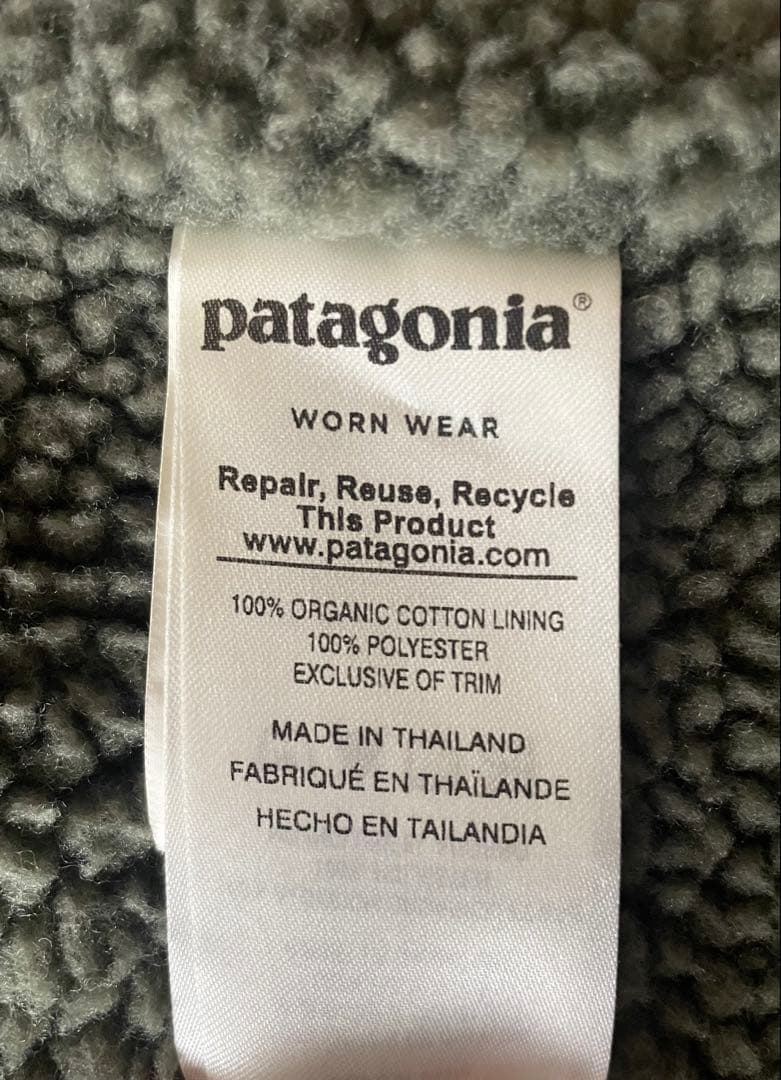 patagonia®
WORN WEAR
Repair, Reuse, Recycle
This Product
www.patagonia.com
100% ORGANIC COTTON LINING
100% POLYESTER
EXCLUSIVE OF TRIM
MADE IN THAILAND
FABRIQUÉ EN THAÏLANDE
HECHO EN TAILANDIA